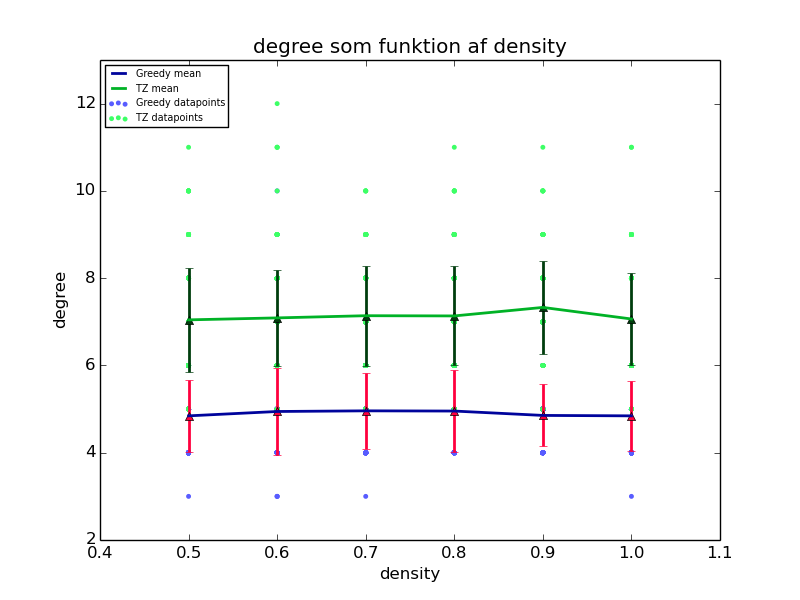 degree som funktion af density
Greedy mean
TZ mean
Greedy datapoints
TZ datapoints
12
10
8
6
4
2
degree
0.4 0.5 0.6 0.7 0.8 0.9 1.0 1.1
density